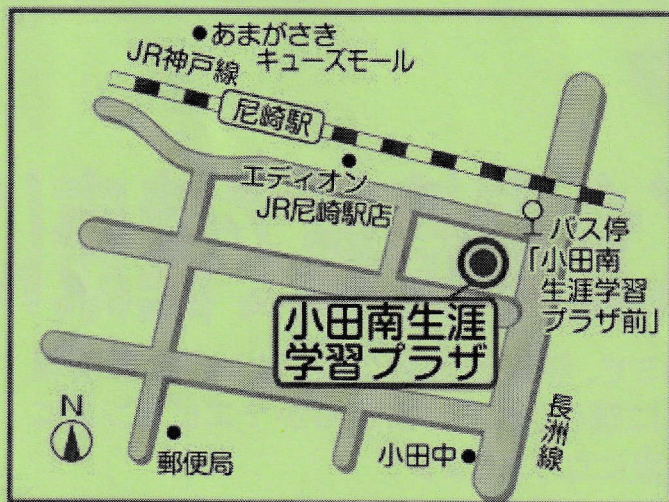 あまがさき
キューズモール
JR神戸線
尼崎駅
エディオン
JR尼崎駅店
バス停
「小田南
生涯学習
プラザ前」
小田南生涯
学習プラザ
N
長洲線
郵便局
小田中